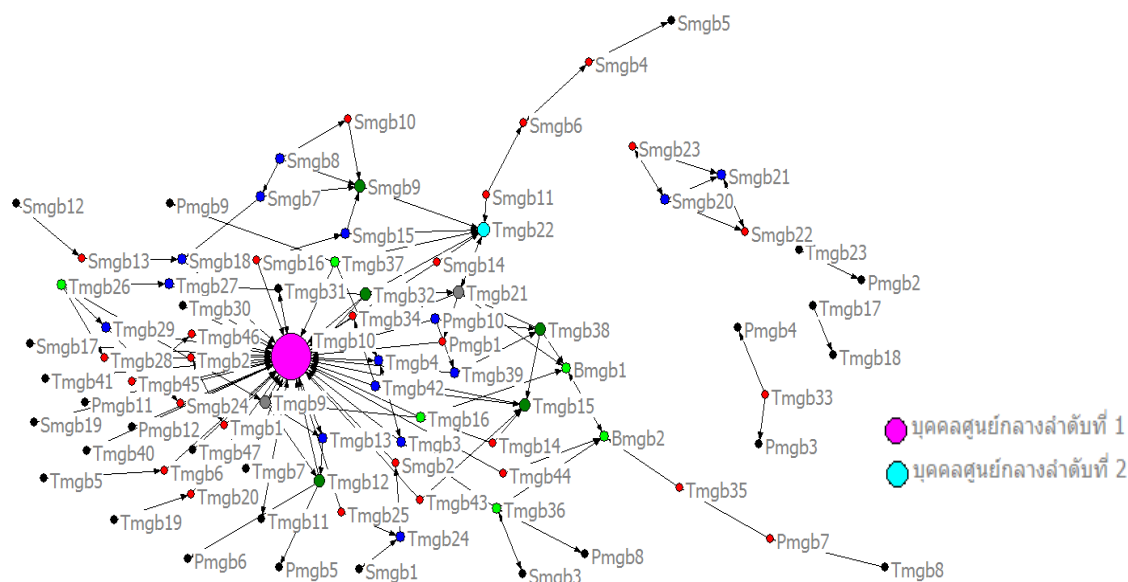 Smgb5
Smgb4
Smgb10
Smgb6
Smgb23
Smgb8
Smgb21
Smgb9
Smgb7
Smgb11
Smgb20
Smgb12
Pmgb9
Tmgb22
Smgb15
Smgb22
Tmgb23
Smgb13
Smgb18
Smgb16
Tmgb37
Smgb14
Pmgb2
Tmgb26
Tmgb27
Tmgb31
Tmgb32
Tmgb21
Tmgb30
Tmgb17
Tmgb34
Pmgb10
Tmgb29
Tmgb46
Tmgb10
Tmgb38
Pmgb4
Smgb17
Pmgb1
Tmgb28
Tmgb2
Tmgb4
Tmgb18
Bmgb1
Tmgb39
Tmgb41
Tmgb45
Tmgb42
Tmgb33
Pmgb11
Smgb24
Tmgb9
Tmgb15
Smgb19
Tmgb16
Pmgb12
Tmgb1
บุคคลศูนย์กลางลำดับที่ 1
Tmgb13
Tmgb3
Tmgb14
Bmgb2
Pmgb3
Tmgb40
Tmgb47
Smgb2
Tmgb5
Tmgb6
Tmgb7
Tmgb44
บุคคลศูนย์กลางลำดับที่ 2
Tmgb12
Tmgb35
Tmgb20
Tmgb43
Tmgb36
Tmgb19
Tmgb11
Tmgb25
Tmgb24
Pmgb7
Pmgb6
Pmgb5
Smgb1
Smgb3
Pmgb8
Tmgb8